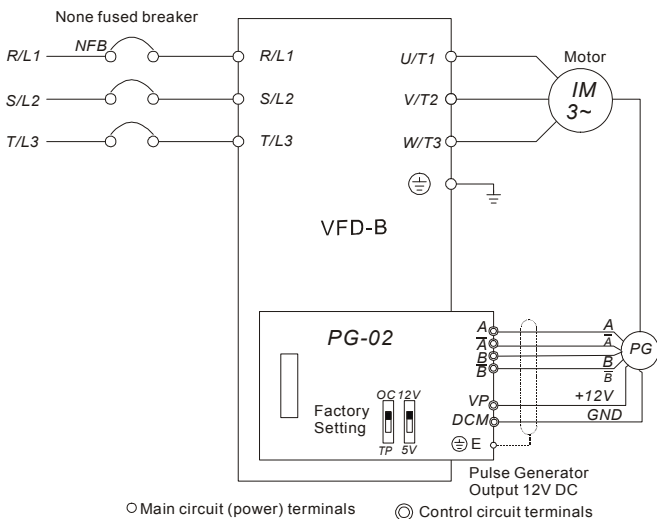 None fused breaker
R/L1 NFB R/L1 U/T1 Motor
S/L2 S/L2 V/T2 IM 3~
T/L3 T/L3 W/T3
VFD-B
PG-02
A A
A̅ A̅
B B
B̅ B̅
PG
OC 12V VP +12V
Factory
Setting
DCM GND
TP 5V E
Pulse Generator
Output 12V DC
Main circuit (power) terminals Control circuit terminals